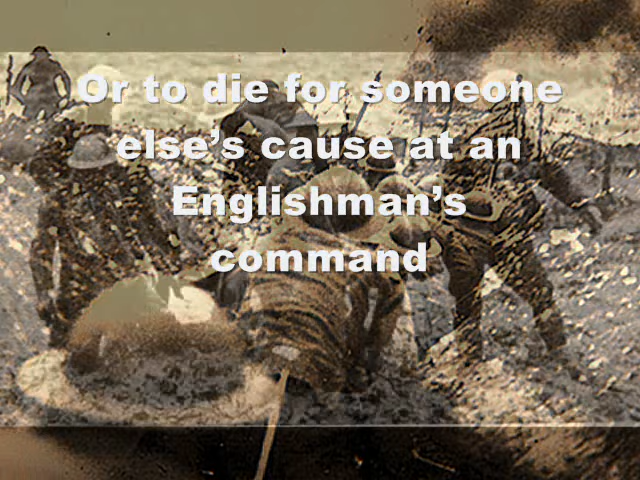 Or to die for someone
else’s cause at an
Englishman’s
command